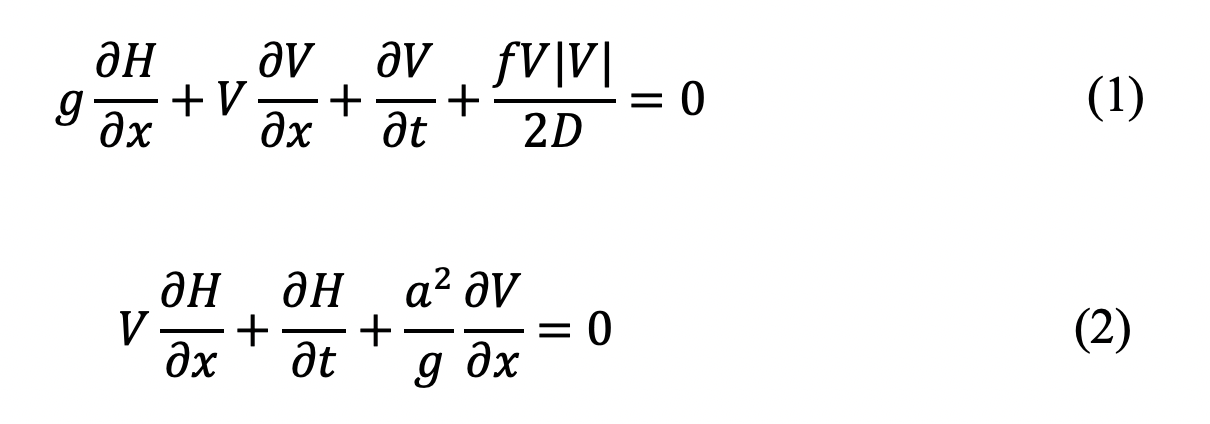 g ∂H/∂x + V ∂V/∂x + ∂V/∂t + fV|V|/2D = 0 (1)
V ∂H/∂x + ∂H/∂t + a²/g ∂V/∂x = 0 (2)